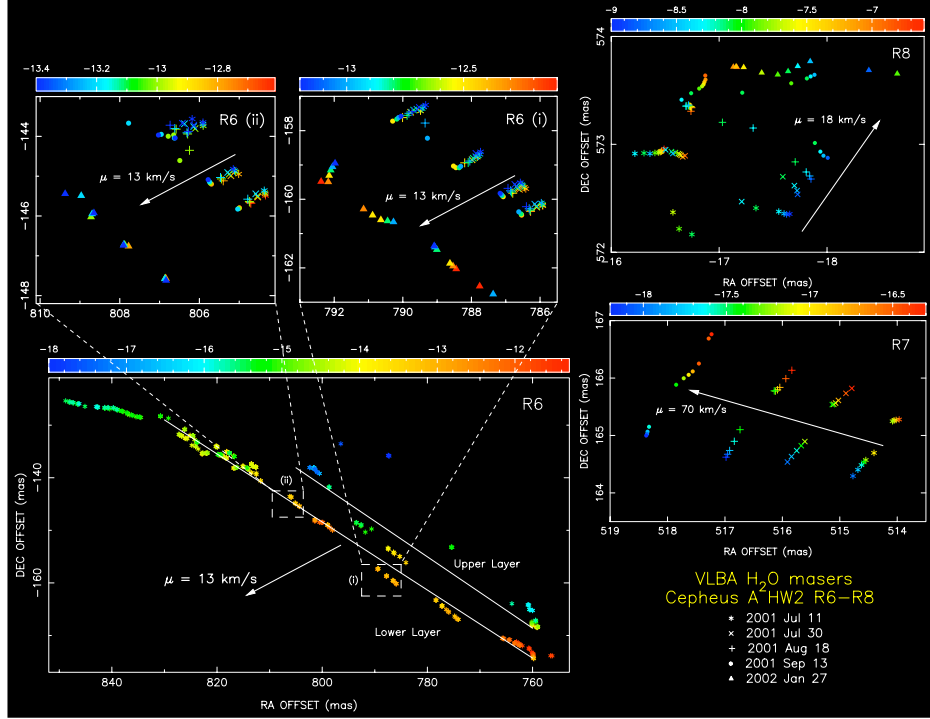 −13.4 −13.2 −13 −12.8
−13 −12.5
−9 −8.5 −8 −7.5 −7
R6 (ii)
−144
−146
−148
810 808 806
μ = 13 km/s
R6 (i)
−158
−160
−162
792 790 788 786
μ = 13 km/s
R8
574
573
572
DEC OFFSET (mas)
−16 −17 −18
RA OFFSET (mas)
μ = 18 km/s
−18 −17.5 −17 −16.5
R7
167
166
165
164
DEC OFFSET (mas)
519 518 517 516 515 514
RA OFFSET (mas)
μ = 70 km/s
−18 −17 −16 −15 −14 −13 −12
R6
−140
−160
DEC OFFSET (mas)
840 820 800 780 760
RA OFFSET (mas)
(ii)
(i)
μ = 13 km/s
Upper Layer
Lower Layer
VLBA H2O masers
Cepheus A HW2 R6−R8
* 2001 Jul 11
× 2001 Jul 30
+ 2001 Aug 18
● 2001 Sep 13
▲ 2002 Jan 27